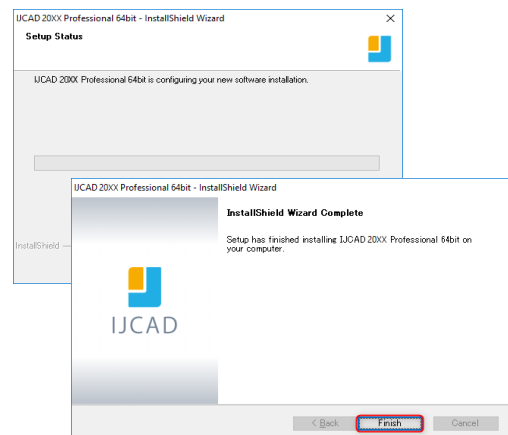 IJCAD 20XX Professional 64bit - InstallShield Wizard
Setup Status
IJCAD 20XX Professional 64bit is configuring your new software installation.
InstallShield
IJCAD 20XX Professional 64bit - InstallShield Wizard
InstallShield Wizard Complete
Setup has finished installing IJCAD 20XX Professional 64bit on
your computer.
IJCAD
< Back
Finish
Cancel